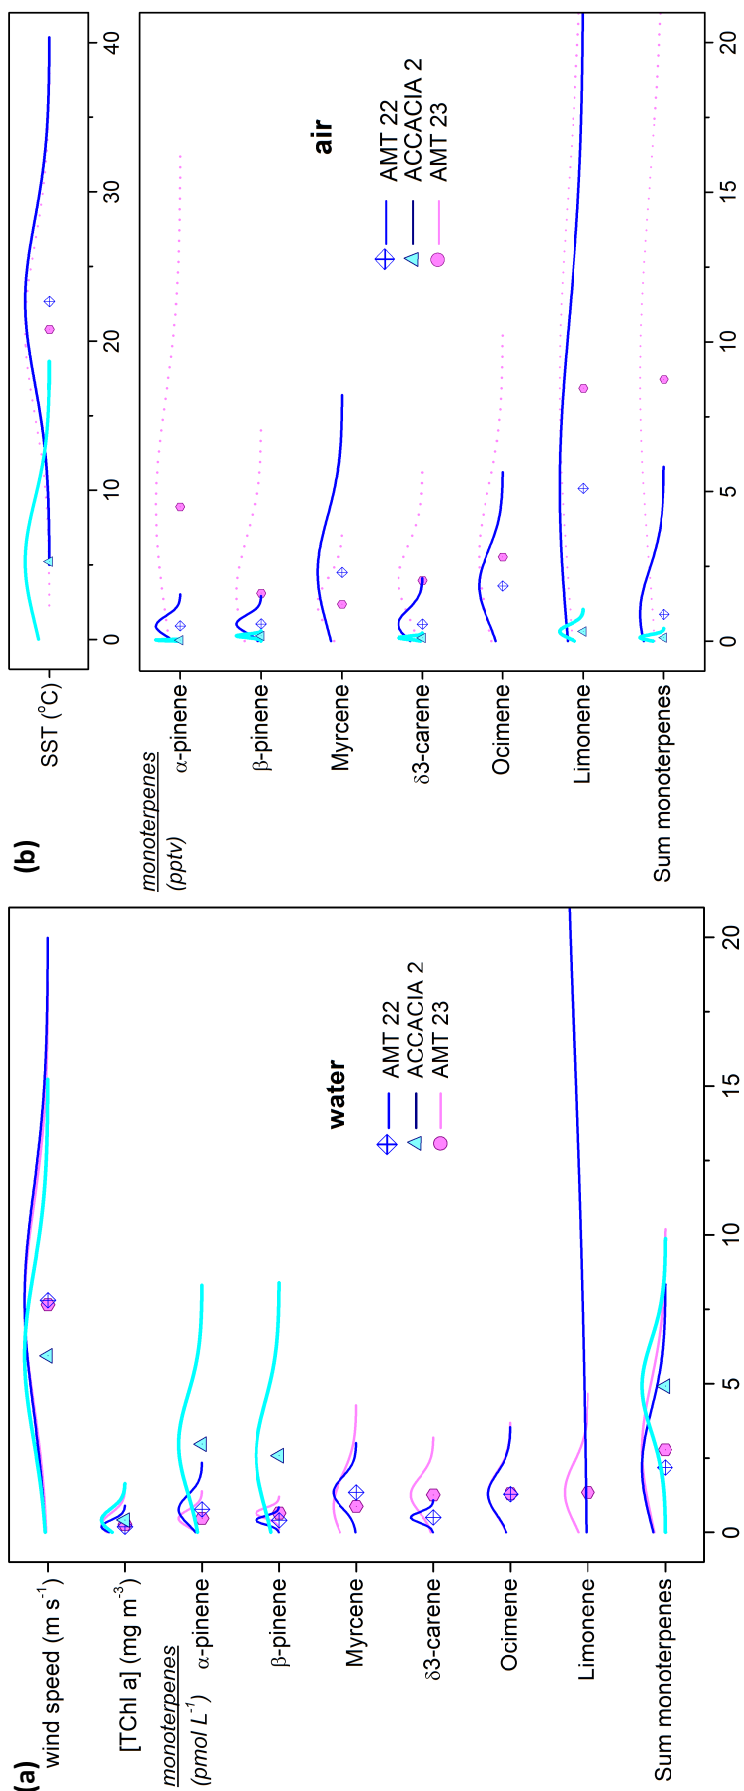 (a)
wind speed (m s⁻¹)
[TChl a] (mg m⁻³)
monoterpenes
(pmol L⁻¹)
α-pinene
β-pinene
Myrcene
δ3-carene
Ocimene
Limonene
Sum monoterpenes
water
AMT 22
ACCACIA 2
AMT 23
0 5 10 15 20
(b)
SST (°C)
0 10 20 30 40
monoterpenes
(pptv)
α-pinene
β-pinene
Myrcene
δ3-carene
Ocimene
Limonene
Sum monoterpenes
air
AMT 22
ACCACIA 2
AMT 23
0 5 10 15 20